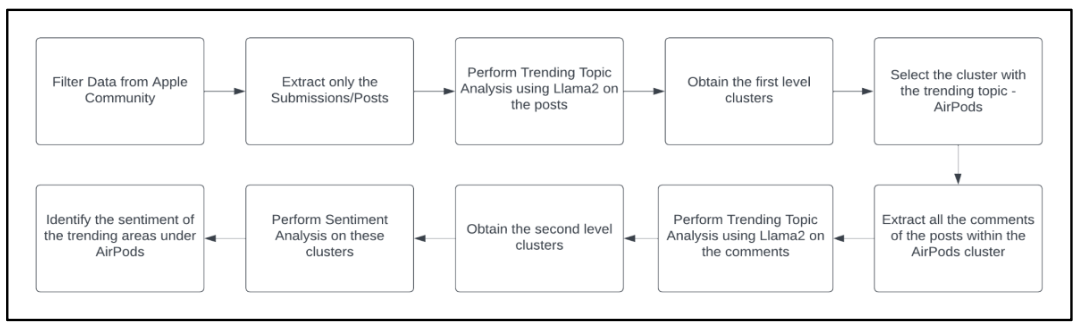 Filter Data from Apple
Community
Extract only the
Submissions/Posts
Perform Trending Topic
Analysis using Llama2 on
the posts
Obtain the first level
clusters
Select the cluster with
the trending topic -
AirPods
Extract all the comments
of the posts within the
AirPods cluster
Perform Trending Topic
Analysis using Llama2 on
the comments
Obtain the second level
clusters
Perform Sentiment
Analysis on these
clusters
Identify the sentiment of
the trending areas under
AirPods